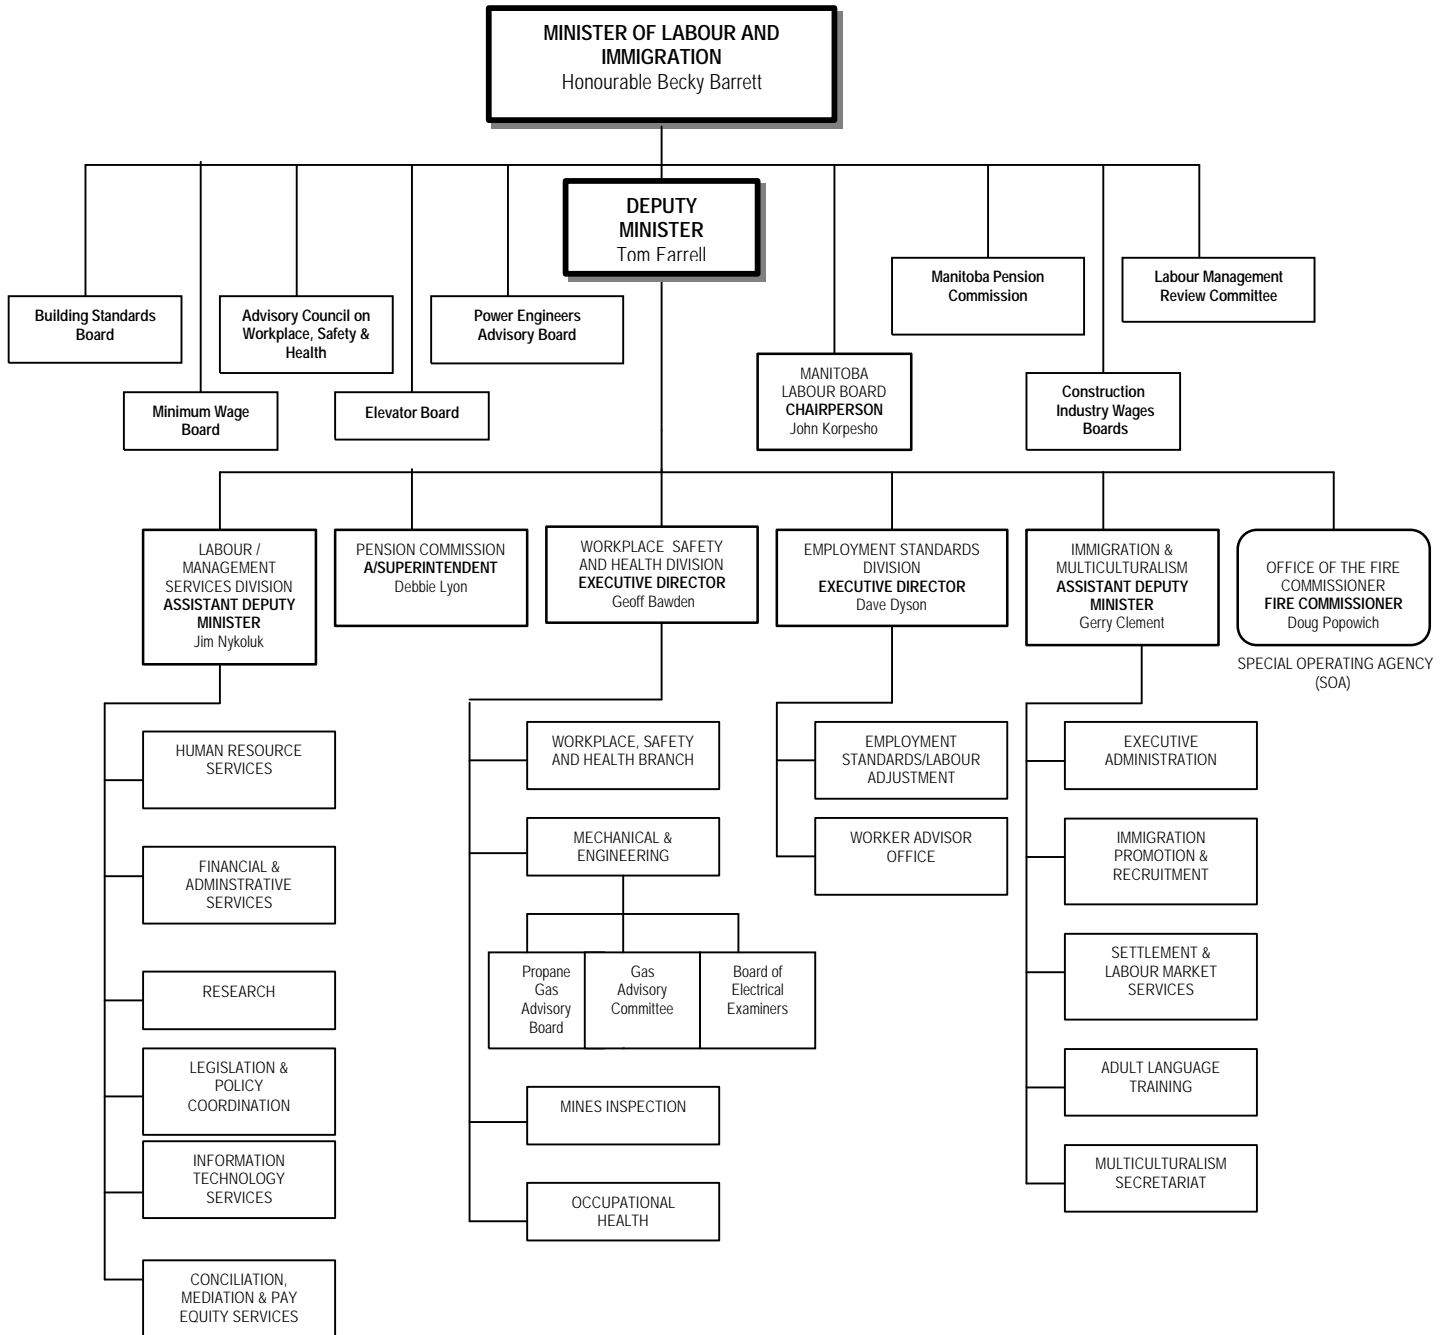 MINISTER OF LABOUR AND
IMMIGRATION
Honourable Becky Barrett
DEPUTY
MINISTER
Tom Farrell
Building Standards
Board
Minimum Wage
Board
Advisory Council on
Workplace, Safety &
Health
Elevator Board
Power Engineers
Advisory Board
MANITOBA
LABOUR BOARD
CHAIRPERSON
John Korpesho
Manitoba Pension
Commission
Construction
Industry Wages
Boards
Labour Management
Review Committee
LABOUR /
MANAGEMENT
SERVICES DIVISION
ASSISTANT DEPUTY
MINISTER
Jim Nykoluk
PENSION COMMISSION
A/SUPERINTENDENT
Debbie Lyon
WORKPLACE SAFETY
AND HEALTH DIVISION
EXECUTIVE DIRECTOR
Geoff Bawden
EMPLOYMENT STANDARDS
DIVISION
EXECUTIVE DIRECTOR
Dave Dyson
IMMIGRATION &
MULTICULTURALISM
ASSISTANT DEPUTY
MINISTER
Gerry Clement
OFFICE OF THE FIRE
COMMISSIONER
FIRE COMMISSIONER
Doug Popowich
SPECIAL OPERATING AGENCY
(SOA)
HUMAN RESOURCE
SERVICES
FINANCIAL &
ADMINSTRATIVE
SERVICES
RESEARCH
LEGISLATION &
POLICY
COORDINATION
INFORMATION
TECHNOLOGY
SERVICES
CONCILIATION,
MEDIATION & PAY
EQUITY SERVICES
WORKPLACE, SAFETY
AND HEALTH BRANCH
MECHANICAL &
ENGINEERING
Propane
Gas
Advisory
Board
Gas
Advisory
Committee
Board of
Electrical
Examiners
MINES INSPECTION
OCCUPATIONAL
HEALTH
EMPLOYMENT
STANDARDS/LABOUR
ADJUSTMENT
WORKER ADVISOR
OFFICE
EXECUTIVE
ADMINISTRATION
IMMIGRATION
PROMOTION &
RECRUITMENT
SETTLEMENT &
LABOUR MARKET
SERVICES
ADULT LANGUAGE
TRAINING
MULTICULTURALISM
SECRETARIAT